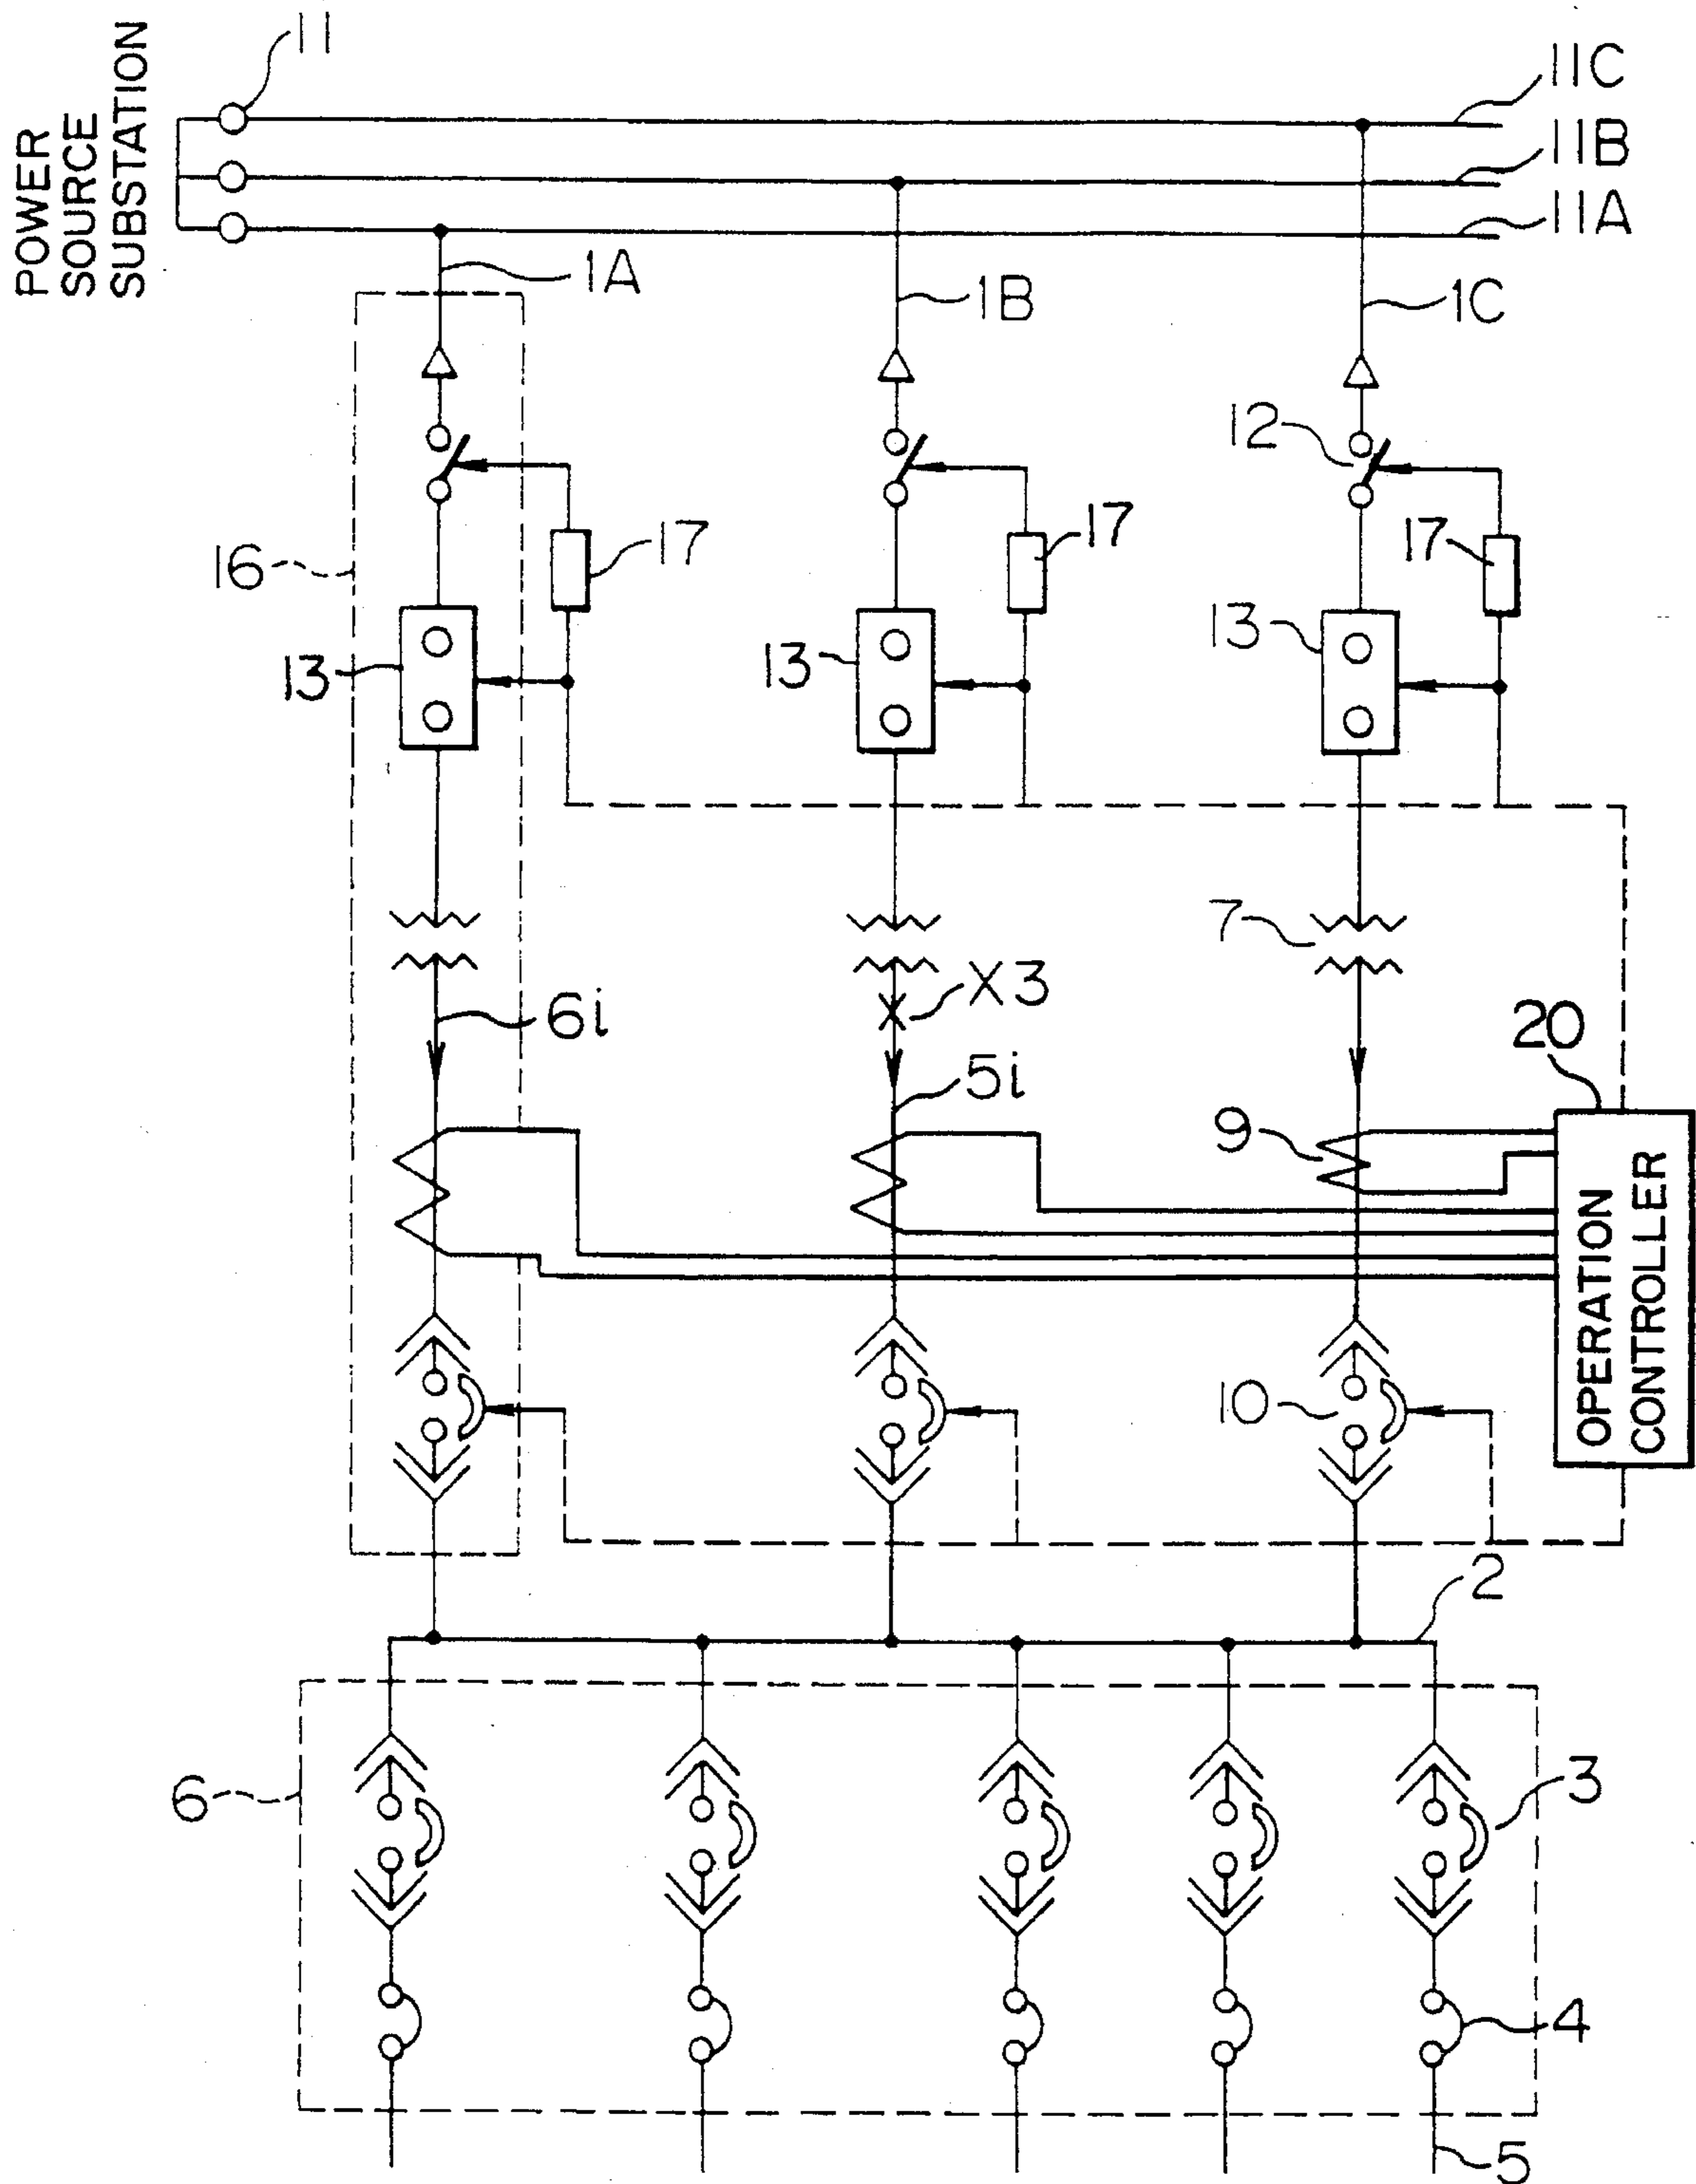 POWER
SOURCE
SUBSTATION
11
11C
11B
11A
1A
1B
1C
12
16
17
17
17
13
13
13
7
X3
6i
5i
20
9
OPERATION
CONTROLLER
10
2
6
3
4
5